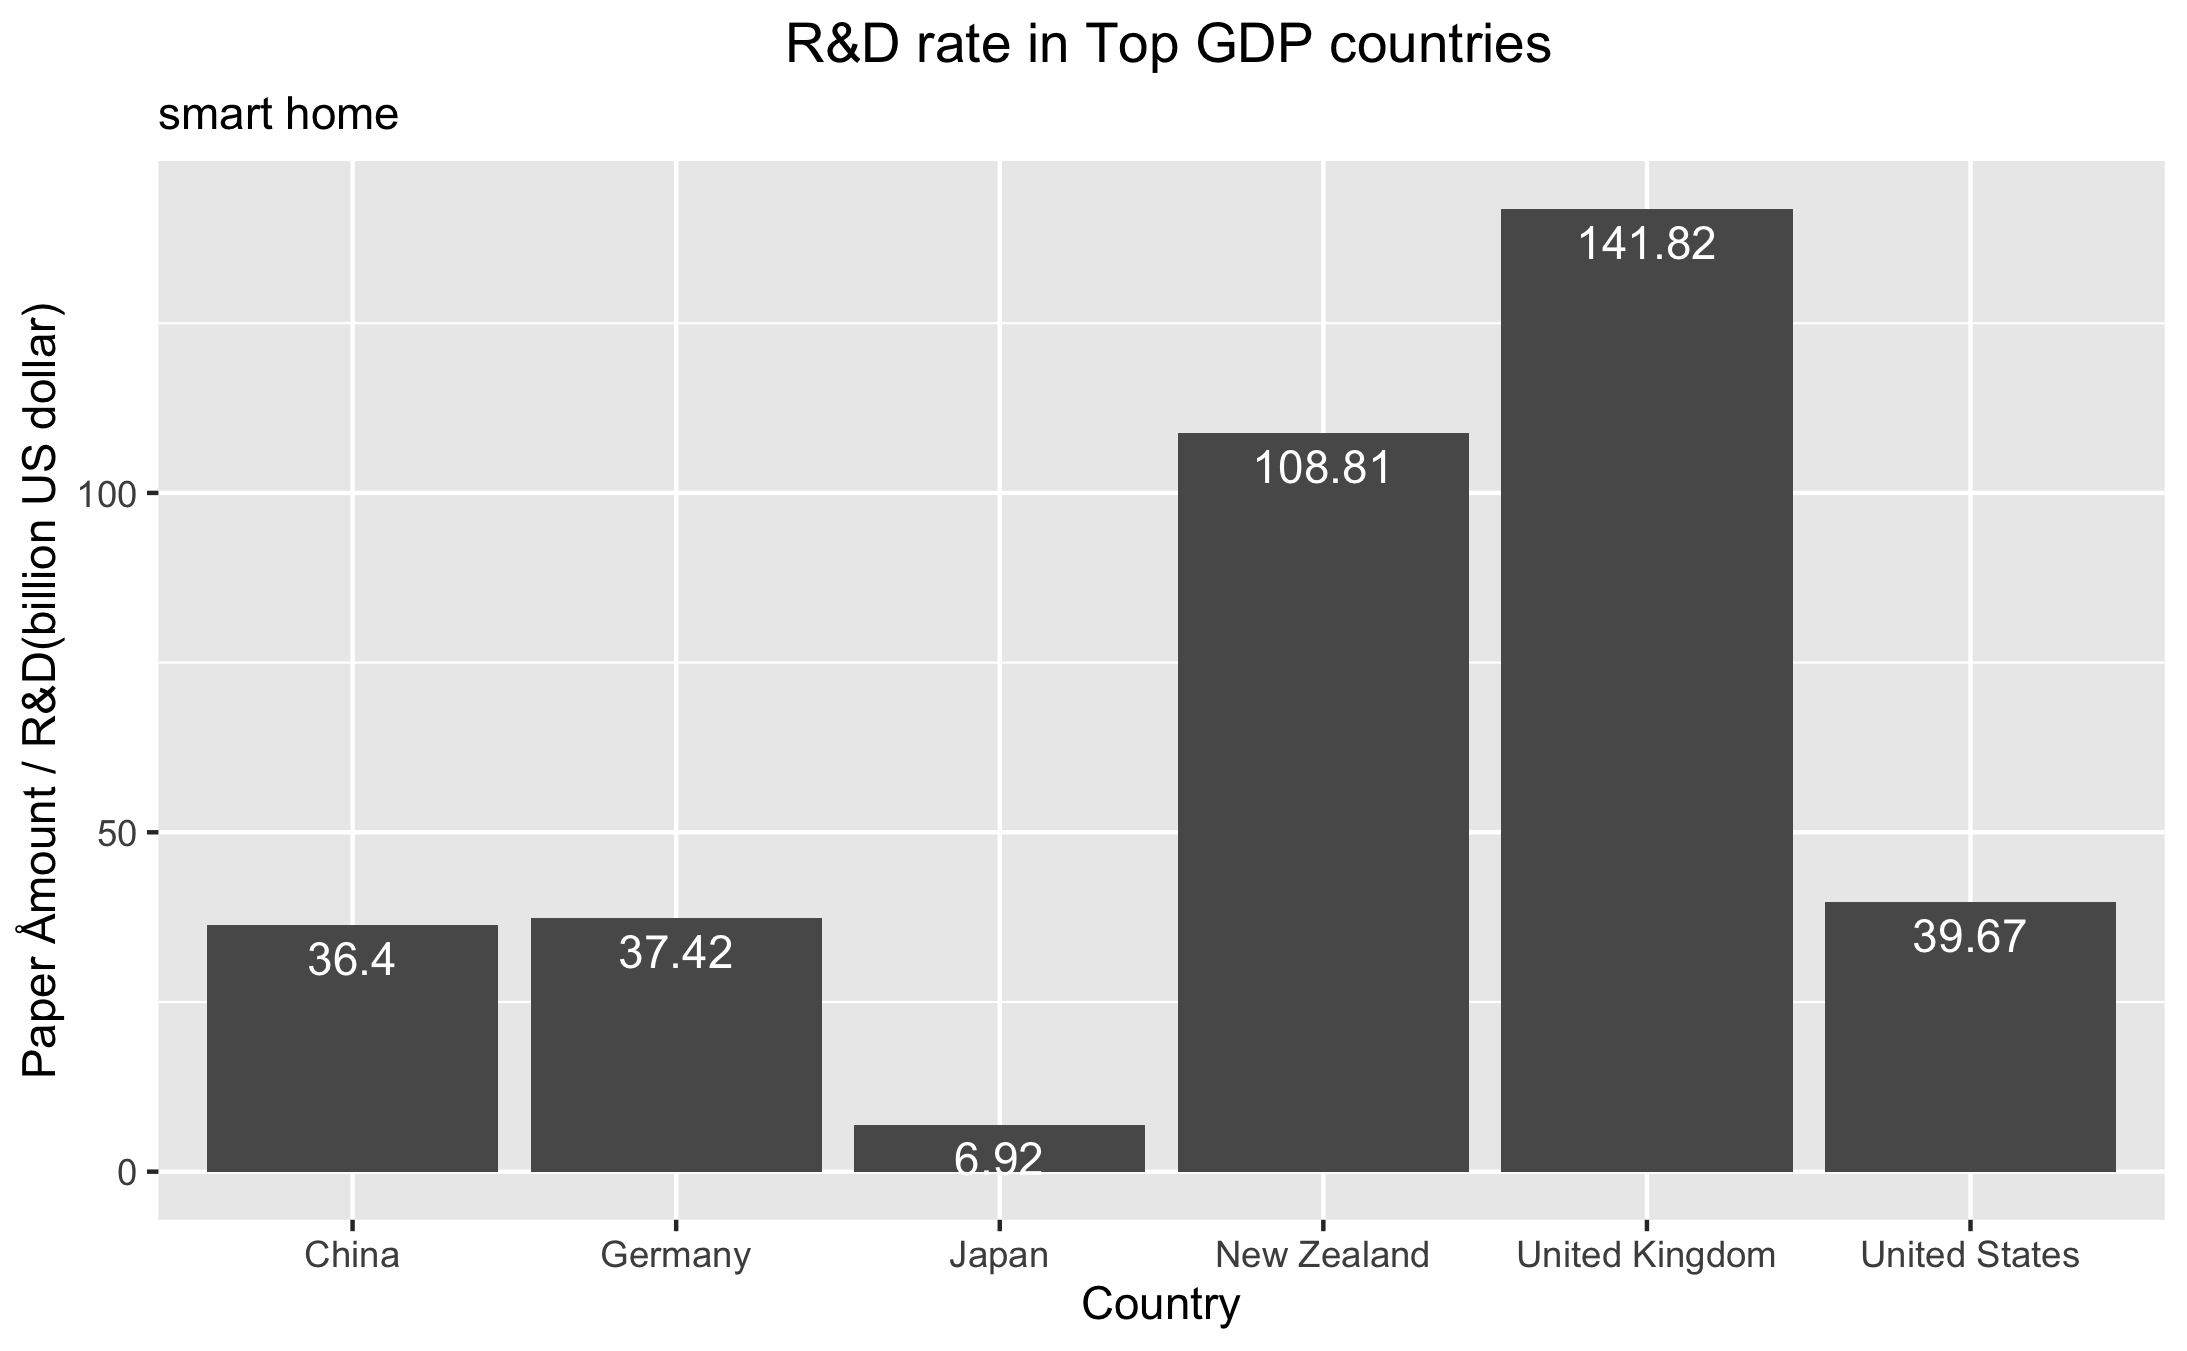 R&D rate in Top GDP countries
smart home
Paper Åmount / R&D(billion US dollar)
100
50
0
141.82
108.81
39.67
37.42
36.4
6.92
China
Germany
Japan
New Zealand
United Kingdom
United States
Country